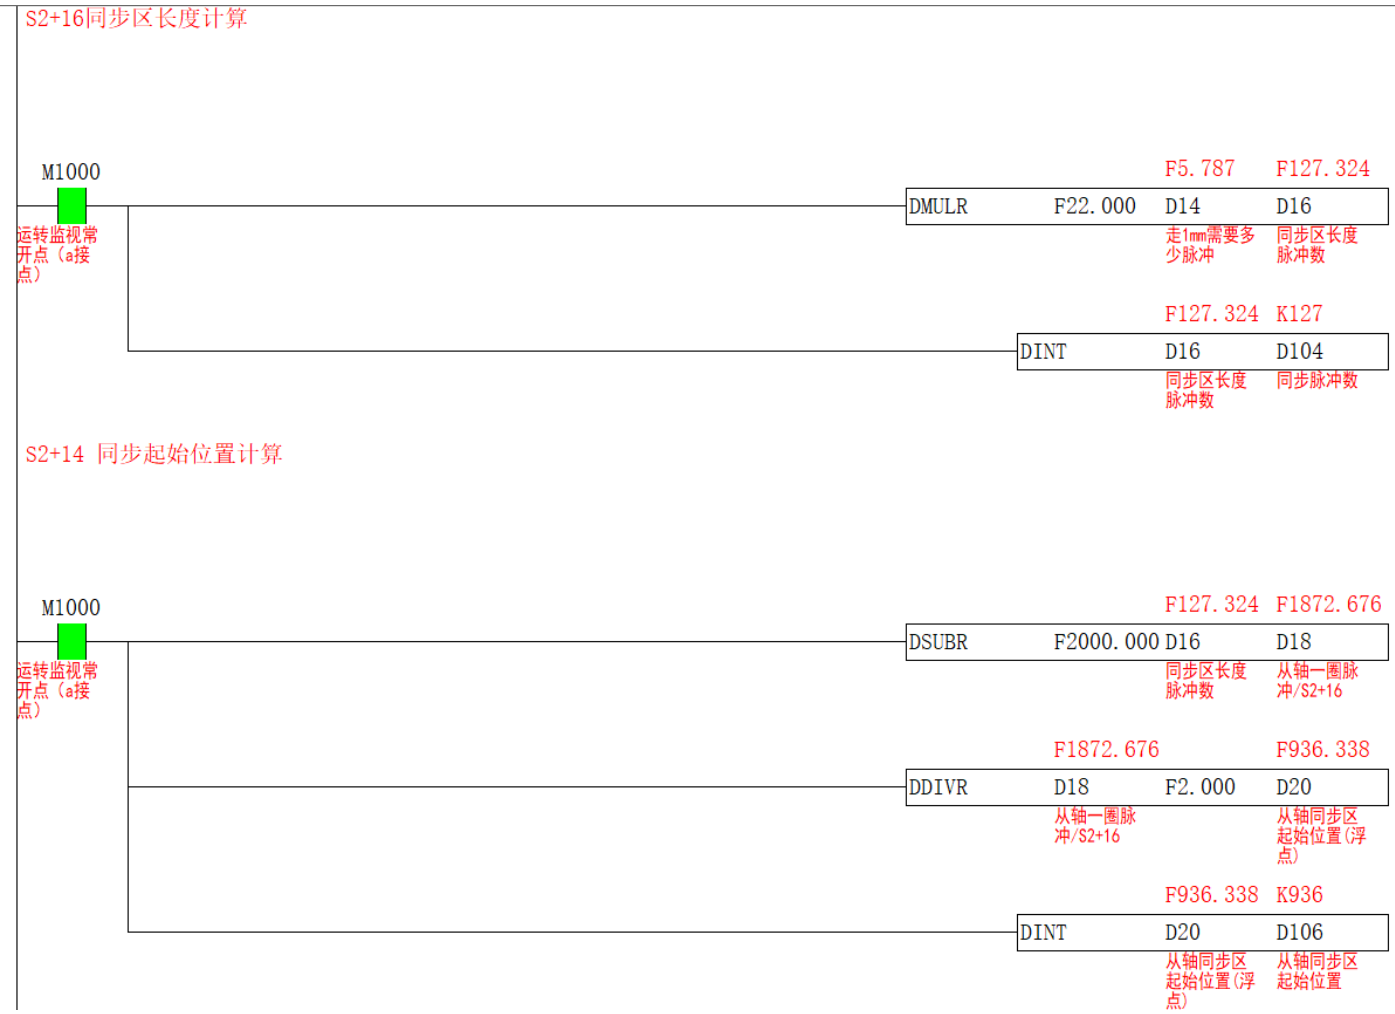 S2+16同步区长度计算
M1000
运转监视常
开点（a接
点）
F5.787 F127.324
DMULR F22.000 D14 D16
走1mm需要多
少脉冲
同步区长度
脉冲数
F127.324 K127
DINT D16 D104
同步区长度
脉冲数
同步脉冲数
S2+14 同步起始位置计算
M1000
运转监视常
开点（a接
点）
F127.324 F1872.676
DSUBR F2000.000 D16 D18
同步区长度
脉冲数
从轴一圈脉
冲/S2+16
F1872.676 F936.338
DDIVR D18 F2.000 D20
从轴一圈脉
冲/S2+16
从轴同步区
起始位置(浮
点)
F936.338 K936
DINT D20 D106
从轴同步区
起始位置(浮
点)
从轴同步区
起始位置